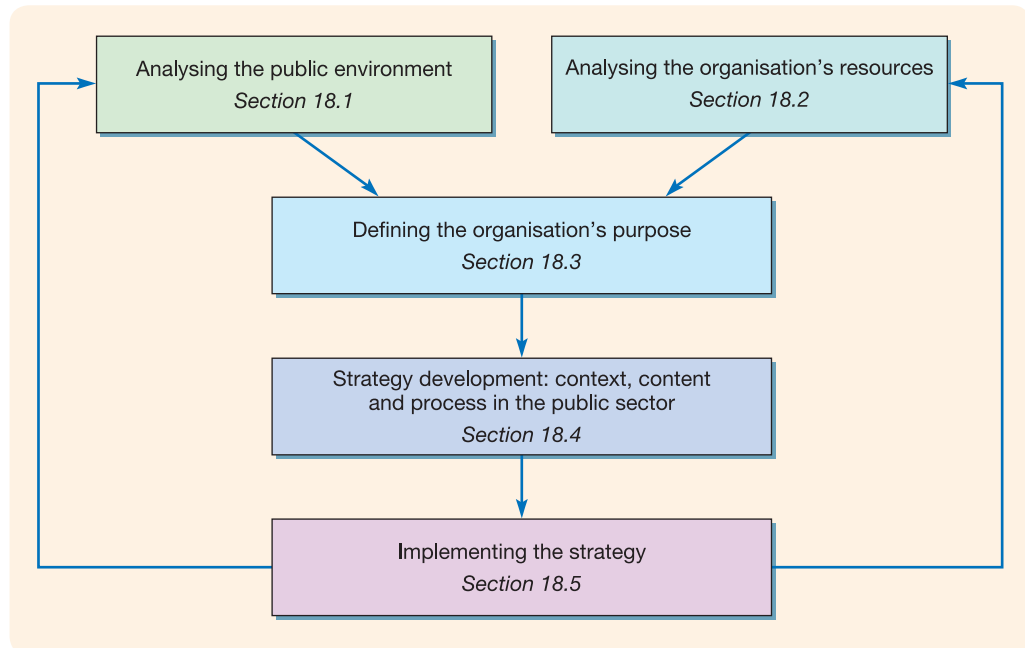 Analysing the public environment
Section 18.1
Analysing the organisation’s resources
Section 18.2
Defining the organisation’s purpose
Section 18.3
Strategy development: context, content
and process in the public sector
Section 18.4
Implementing the strategy
Section 18.5